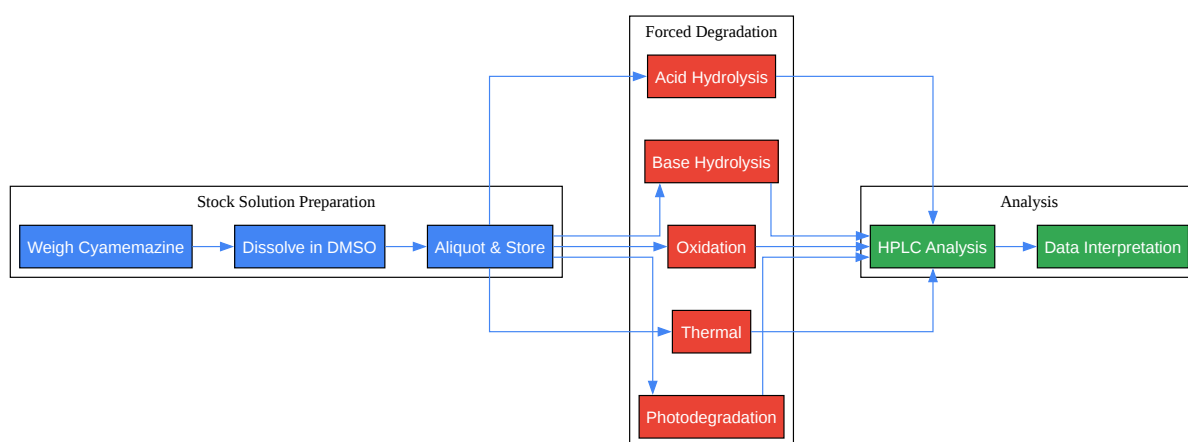 Forced Degradation
Acid Hydrolysis
Base Hydrolysis
Stock Solution Preparation
Analysis
Weigh Cyamemazine
Dissolve in DMSO
Aliquot & Store
Oxidation
HPLC Analysis
Data Interpretation
Thermal
Photodegradation